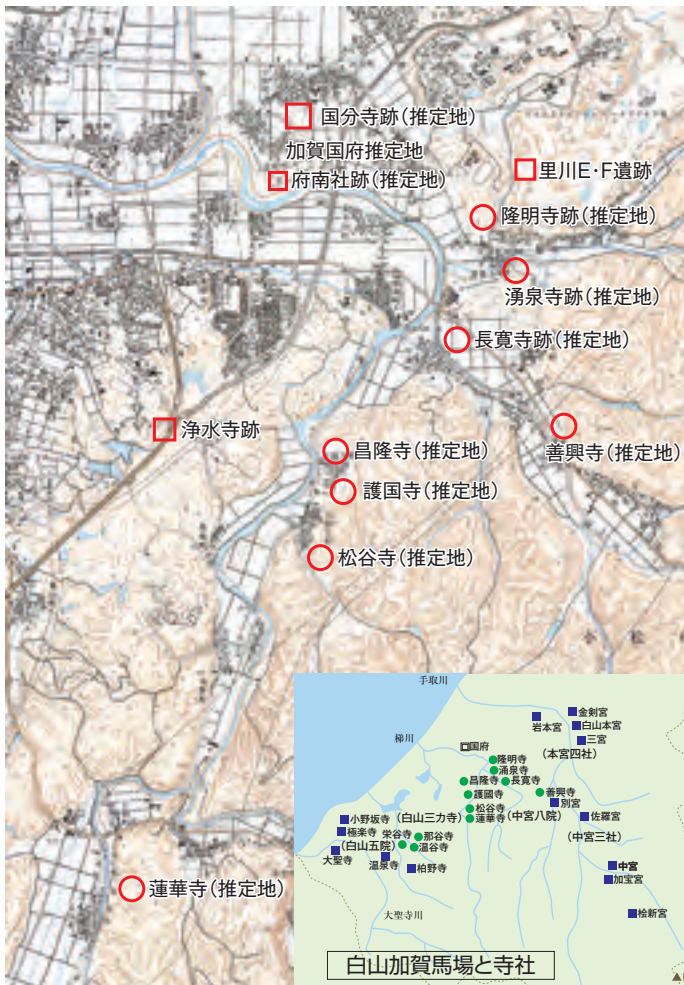 国分寺跡(推定地)
加賀国府推定地
府南社跡(推定地)
里川E・F遺跡
隆明寺跡(推定地)
湧泉寺跡(推定地)
長寛寺跡(推定地)
浄水寺跡
昌隆寺(推定地)
善興寺(推定地)
護国寺(推定地)
松谷寺(推定地)
蓮華寺(推定地)
手取川
金剣宮
岩本宮
白山本宮
梯川
三宮
国府
(本宮四社)
隆明寺
涌泉寺
昌隆寺
長寛寺
護國寺
善興寺
別宮
松谷寺
小野坂寺
(白山三カ寺)
蓮華寺
(中宮八院)
佐羅宮
極楽寺
栄谷寺
那谷寺
(中宮三社)
(白山五院)
温谷寺
大聖寺
温泉寺
柏野寺
中宮
加宝宮
大聖寺川
桧新宮
白山加賀馬場と寺社